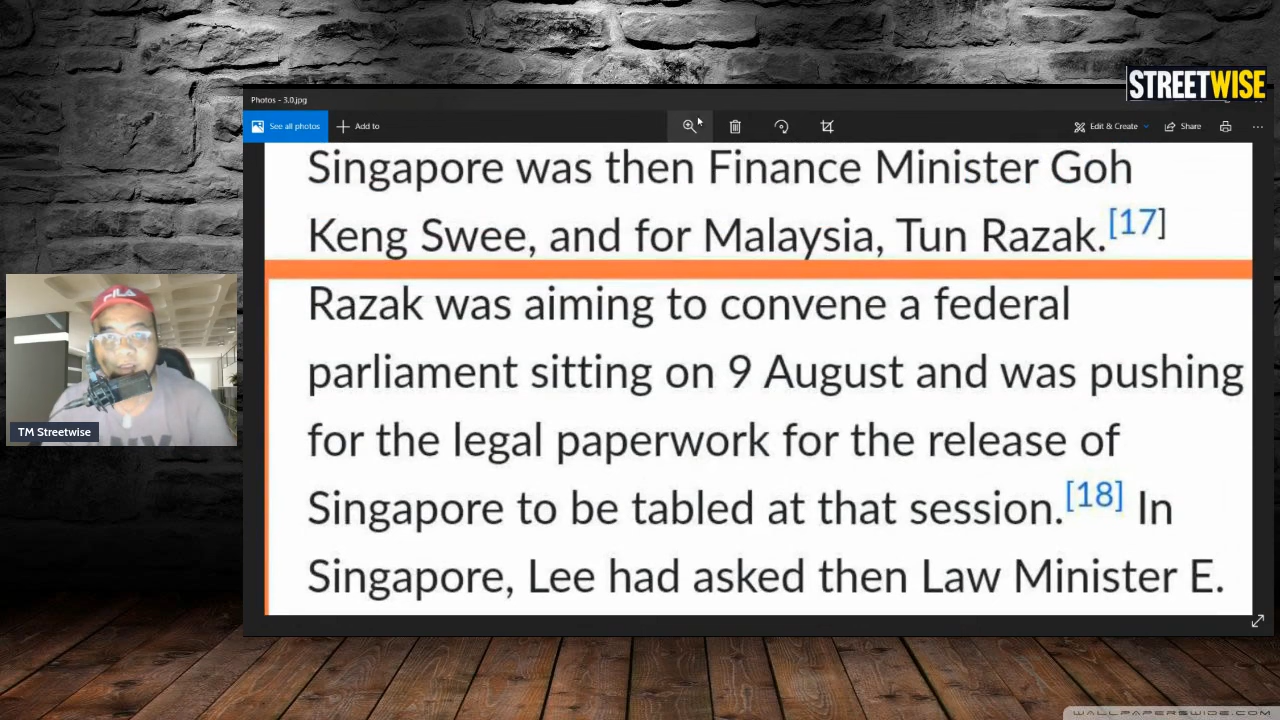 STREETWISE
Photos - 3.0.jpg
See all photos
Add to
Edit & Create
Share
Singapore was then Finance Minister Goh
Keng Swee, and for Malaysia, Tun Razak.[17]
Razak was aiming to convene a federal
parliament sitting on 9 August and was pushing
for the legal paperwork for the release of
Singapore to be tabled at that session.[18] In
Singapore, Lee had asked then Law Minister E.
FILA
TM Streetwise
WALLPAPERSWIDE.COM